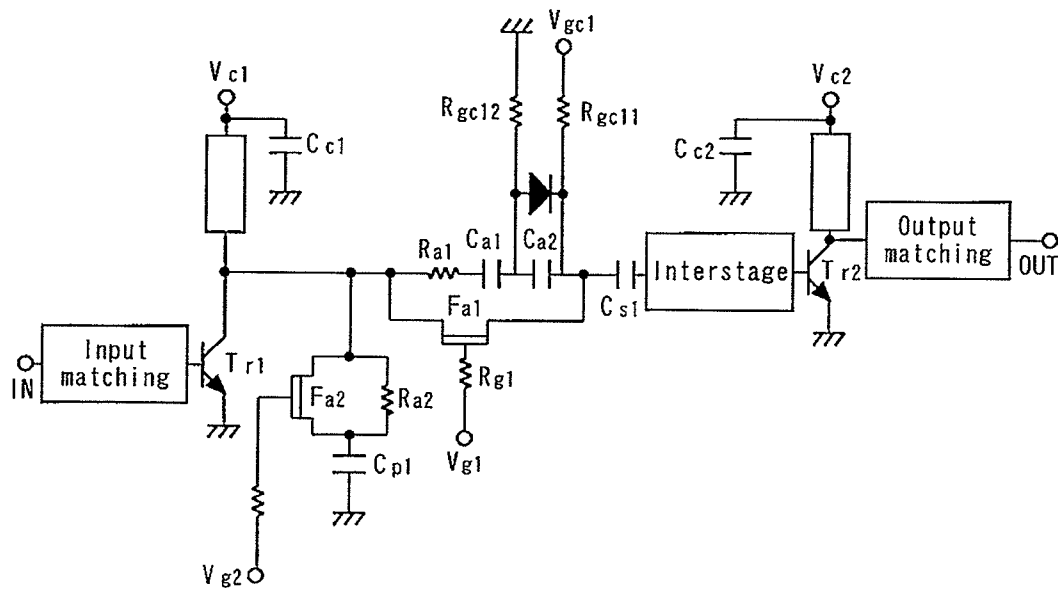 Vgc1
Vc1
Vc2
Rgc12
Rgc11
Cc1
Cc2
Ra1
Ca1
Ca2
Output
matching
OUT
Interstage
Tr2
Cs1
Fa1
Input
matching
IN
Tr1
Rg1
Fa2
Ra2
Vg1
Cp1
Vg2